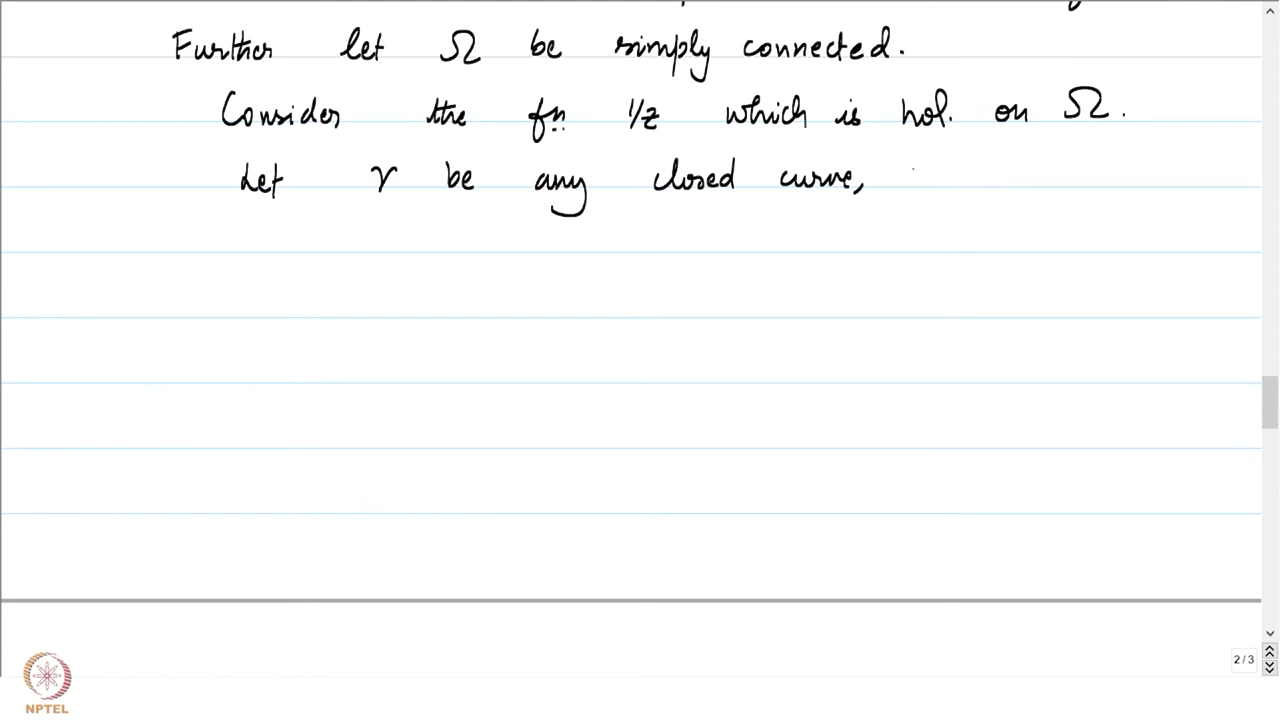 Further let Ω be simply connected.
Consider the fn. 1/z which is hol. on Ω.
Let γ be any closed curve,
2 / 3
NPTEL